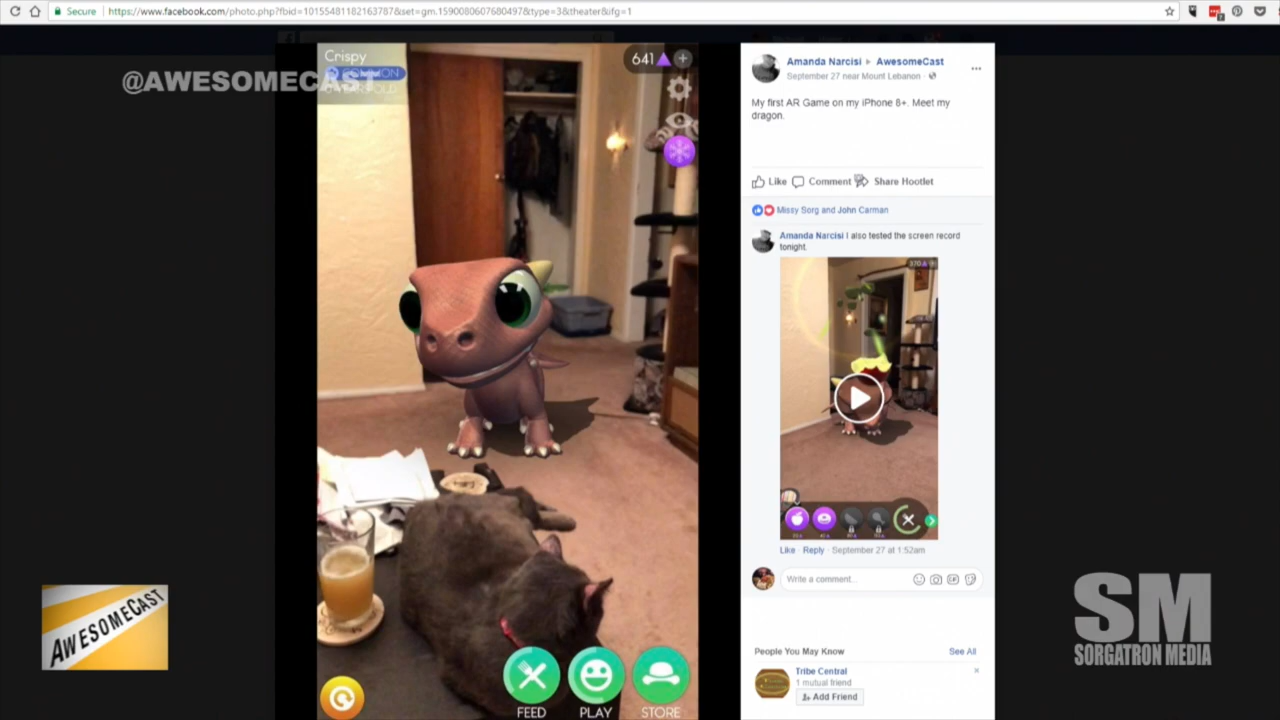 Secure
https://www.facebook.com/photo.php?fbid=10155481182163787&set=gm.1590080607680497&type=3&theater&ifg=1
@AWESOMECAST
Crispy
COMMON
641
Amanda Narcisi ▸ AwesomeCast
September 27 near Mount Lebanon ·
My first AR Game on my iPhone 8+. Meet my
dragon.
Like Comment Share Hootlet
Missy Sorg and John Carman
Amanda Narcisi I also tested the screen record
tonight.
370
Like · Reply · September 27 at 1:52am
Write a comment...
People You May Know See All
Tribe Central
1 mutual friend
Add Friend
FEED PLAY STORE
AWESOMECAST
SM
SORGATRON MEDIA